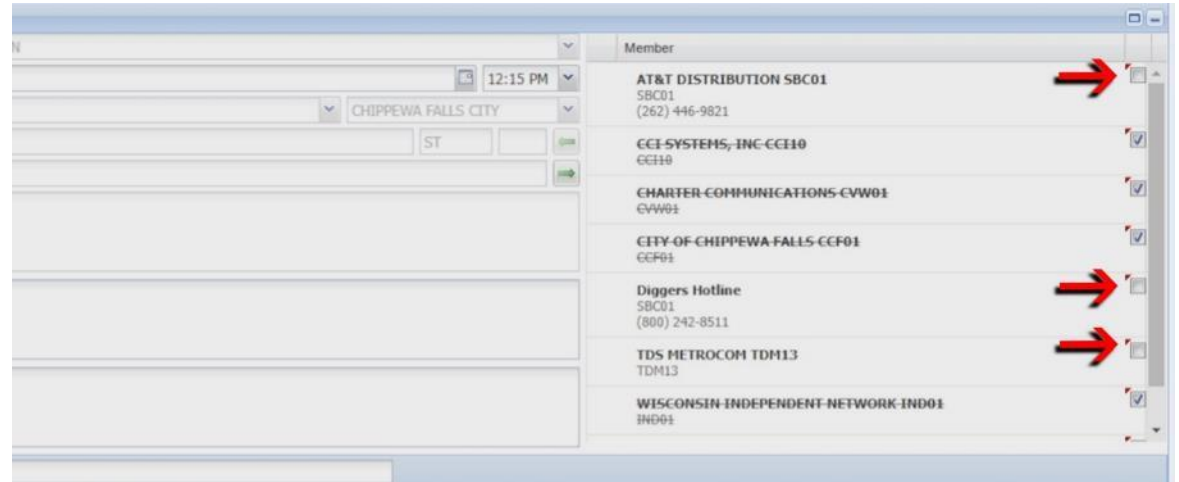 N
Member
12:15 PM
CHIPPEWA FALLS CITY
ST
AT&T DISTRIBUTION SBC01
SBC01
(262) 446-9821
CCI SYSTEMS, INC CCI10
CCI10
CHARTER COMMUNICATIONS CVW01
CVW01
CITY OF CHIPPEWA FALLS CCF01
CCF01
Diggers Hotline
SBC01
(800) 242-8511
TDS METROCOM TDM13
TDM13
WISCONSIN INDEPENDENT NETWORK IND01
IND01